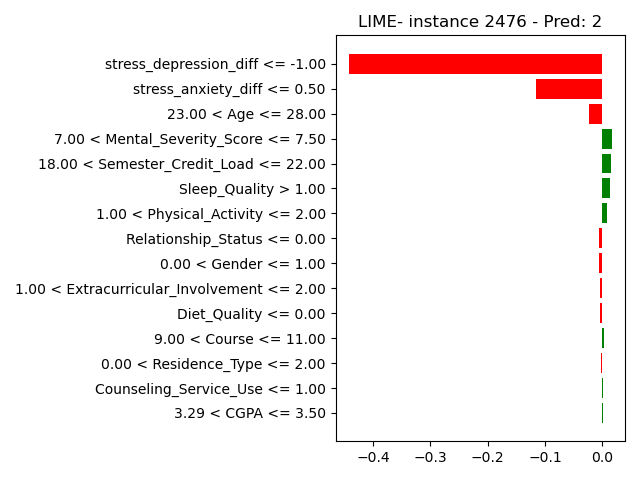 LIME- instance 2476 - Pred: 2
stress_depression_diff <= -1.00
stress_anxiety_diff <= 0.50
23.00 < Age <= 28.00
7.00 < Mental_Severity_Score <= 7.50
18.00 < Semester_Credit_Load <= 22.00
Sleep_Quality > 1.00
1.00 < Physical_Activity <= 2.00
Relationship_Status <= 0.00
0.00 < Gender <= 1.00
1.00 < Extracurricular_Involvement <= 2.00
Diet_Quality <= 0.00
9.00 < Course <= 11.00
0.00 < Residence_Type <= 2.00
Counseling_Service_Use <= 1.00
3.29 < CGPA <= 3.50
−0.4 −0.3 −0.2 −0.1 0.0